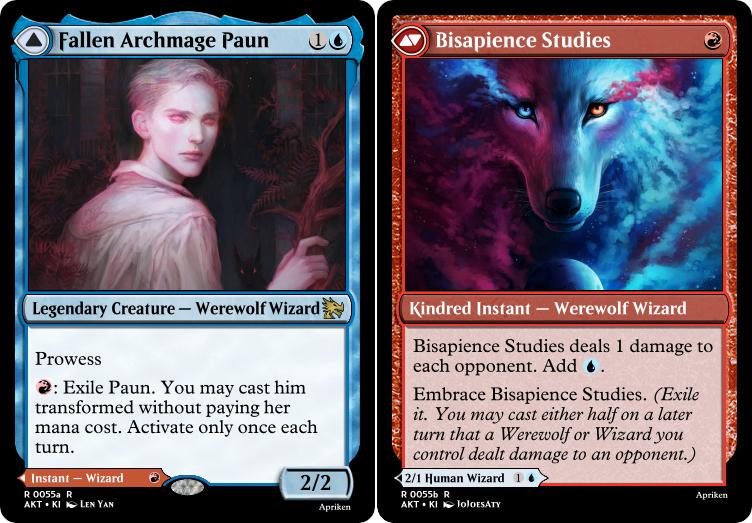 Fallen Archmage Paun 1
Legendary Creature — Werewolf Wizard
Prowess
: Exile Paun. You may cast him
transformed without paying her
mana cost. Activate only once each
turn.
Instant — Wizard
2/2
R 0055a R
AKT • KI LEN YAN
Apriken
Bisapience Studies
Kindred Instant — Werewolf Wizard
Bisapience Studies deals 1 damage to
each opponent. Add .
Embrace Bisapience Studies. (Exile
it. You may cast either half on a later
turn that a Werewolf or Wizard you
control dealt damage to an opponent.)
2/1 Human Wizard 1
R 0055b R
AKT • KI JOJOESATY
Apriken